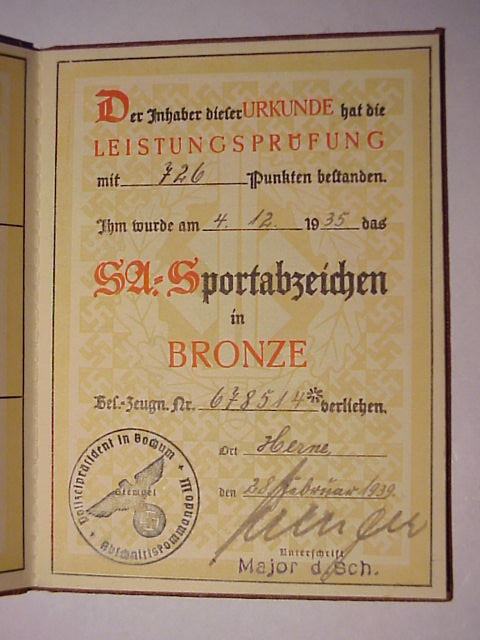 Der Inhaber dieser URKUNDE hat die
LEISTUNGSPRÜFUNG
mit 726 Punkten bestanden.
Ihm wurde am 4. 12. 1935 das
SA.-Sportabzeichen
in
BRONZE
Bes.-Zeugn. Nr. 678514* verliehen.
Ort Herne,
den 28. Februar 1939.
Unterschrift
Major d. Sch.
Polizeipräsident in Bochum
Stempel